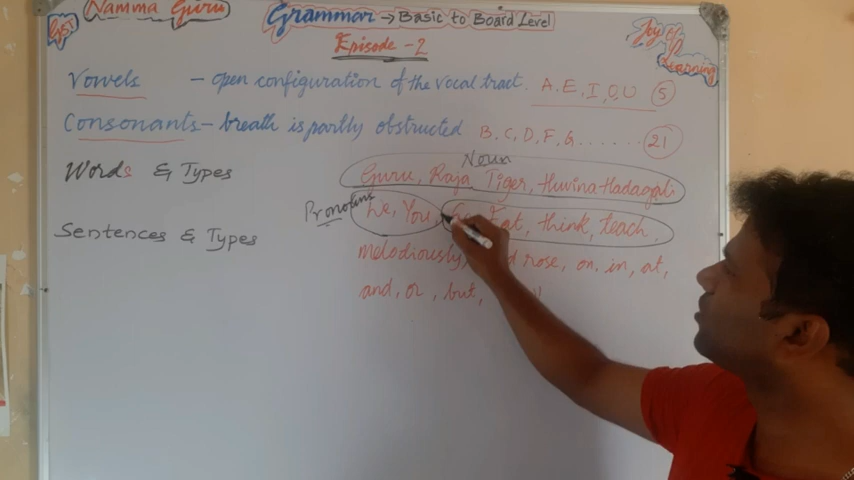 Namma Guru
Grammar → Basic to Board Level
Episode - 2
GSI
Joy of Learning
Vowels - open configuration of the vocal tract. A, E, I, O, U 5
Consonants - breath is partly obstructed B, C, D, F, G ...... 21
Words & Types
Noun
Guru, Raja Tiger, Huvina Hadagali
Pronouns
He, You, Eat, think, teach,
Sentences & Types
melodiously, rose, on, in, at,
and, or, but,